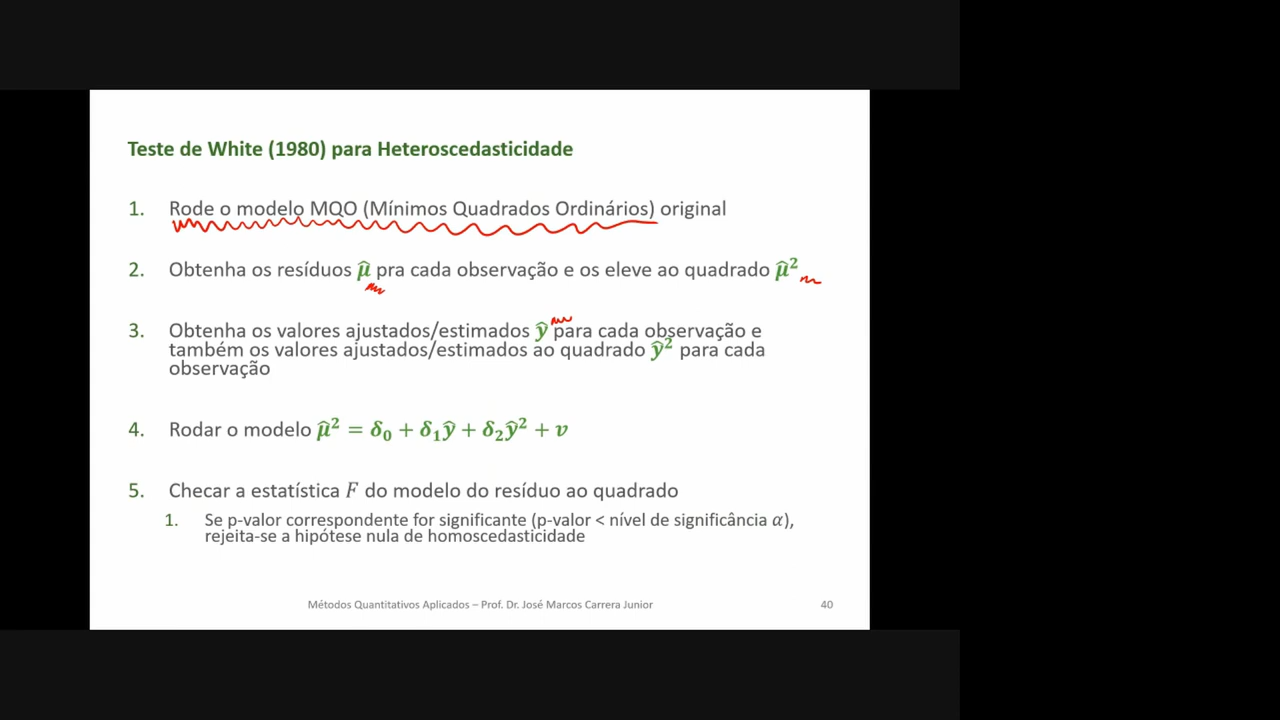 Teste de White (1980) para Heteroscedasticidade
1. Rode o modelo MQO (Mínimos Quadrados Ordinários) original
2. Obtenha os resíduos μ̂ pra cada observação e os eleve ao quadrado μ̂²
3. Obtenha os valores ajustados/estimados ŷ para cada observação e
também os valores ajustados/estimados ao quadrado ŷ² para cada
observação
4. Rodar o modelo μ̂² = δ₀ + δ₁ŷ + δ₂ŷ² + v
5. Checar a estatística F do modelo do resíduo ao quadrado
1. Se p-valor correspondente for significante (p-valor < nível de significância α),
rejeita-se a hipótese nula de homoscedasticidade
Métodos Quantitativos Aplicados – Prof. Dr. José Marcos Carrera Junior 40